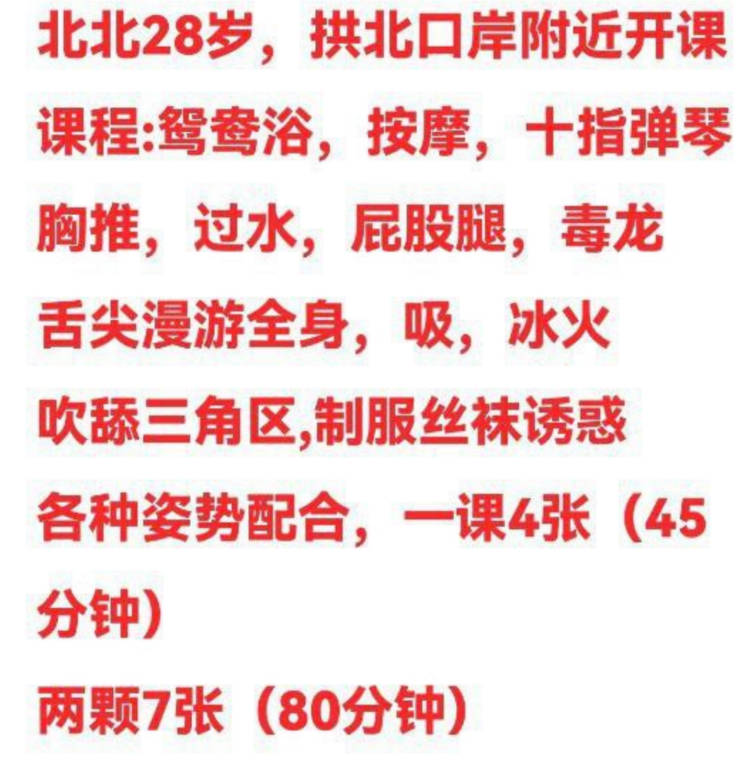 北北28岁，拱北口岸附近开课
课程:鸳鸯浴，按摩，十指弹琴
胸推，过水，屁股腿，毒龙
舌尖漫游全身，吸，冰火
吹舔三角区,制服丝袜诱惑
各种姿势配合，一课4张（45
分钟）
两颗7张（80分钟）